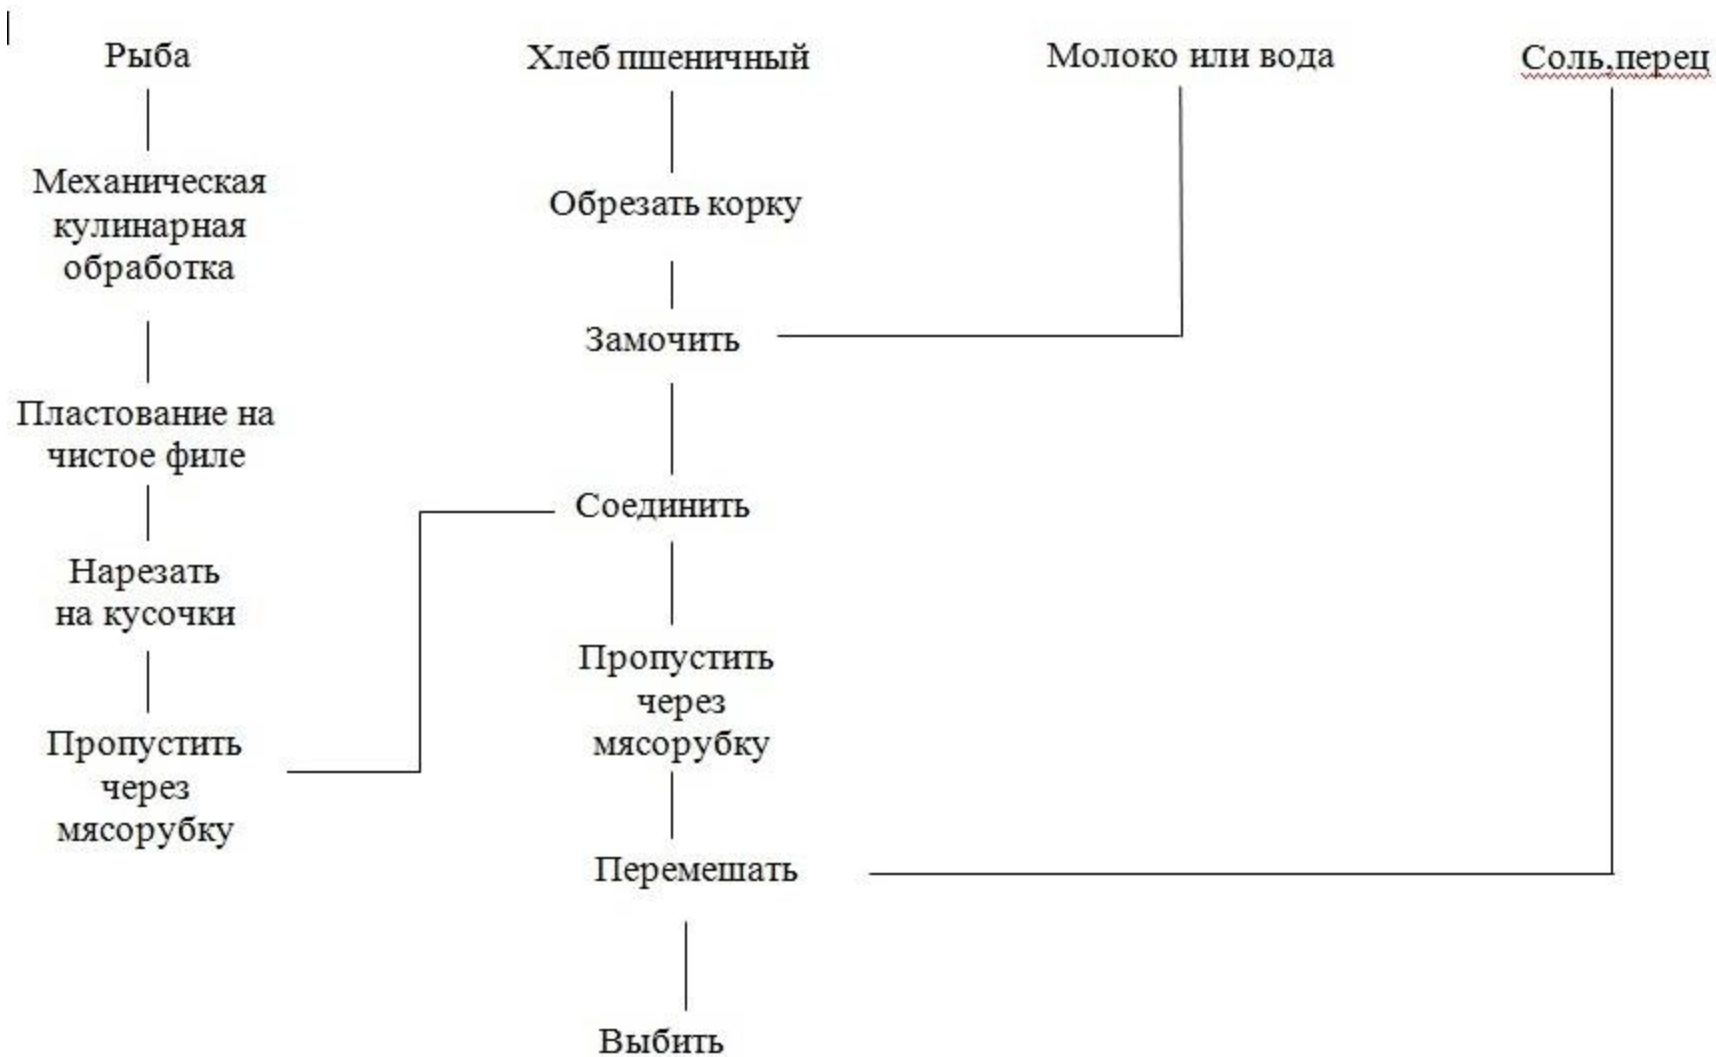 Рыба
Хлеб пшеничный
Молоко или вода
Соль,перец
Механическая
кулинарная
обработка
Пластование на
чистое филе
Нарезать
на кусочки
Пропустить
через
мясорубку
Обрезать корку
Замочить
Соединить
Пропустить
через
мясорубку
Перемешать
Выбить